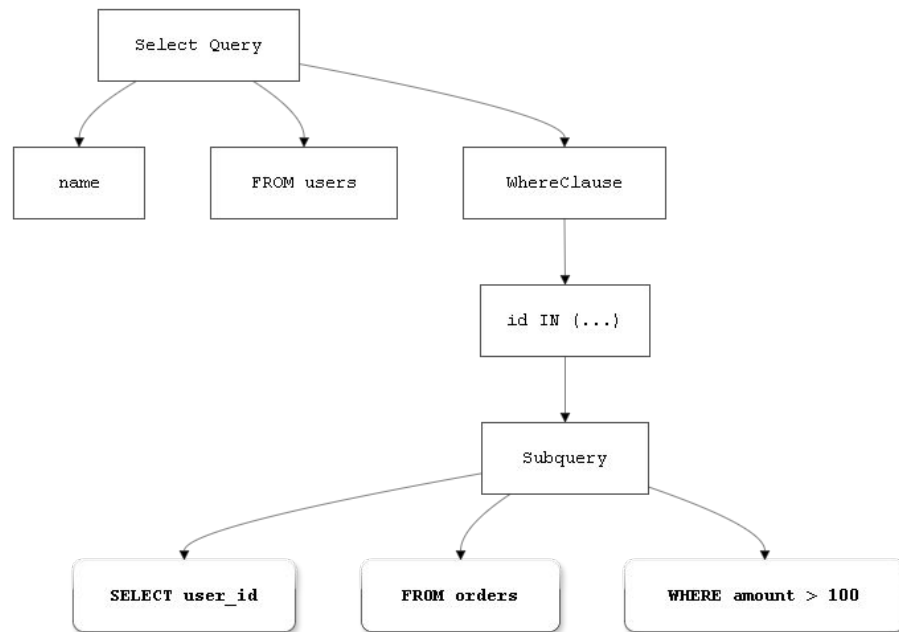 Select Query
name
FROM users
WhereClause
id IN (...)
Subquery
SELECT user_id
FROM orders
WHERE amount > 100